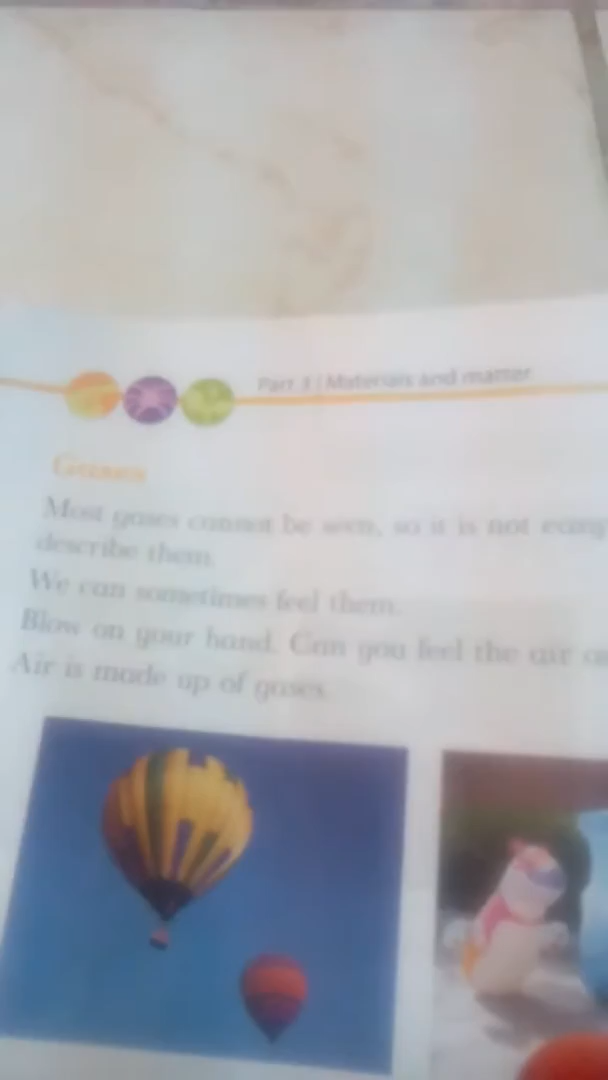 Part 3 | Materials and matter
Gases
Most gases cannot be seen, so it is not easy
describe them.
We can sometimes feel them.
Blow on your hand. Can you feel the air
Air is made up of gases.